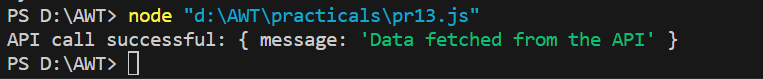 PS D:\AWT> node "d:\AWT\practicals\pr13.js"
API call successful: { message: 'Data fetched from the API' }
PS D:\AWT>